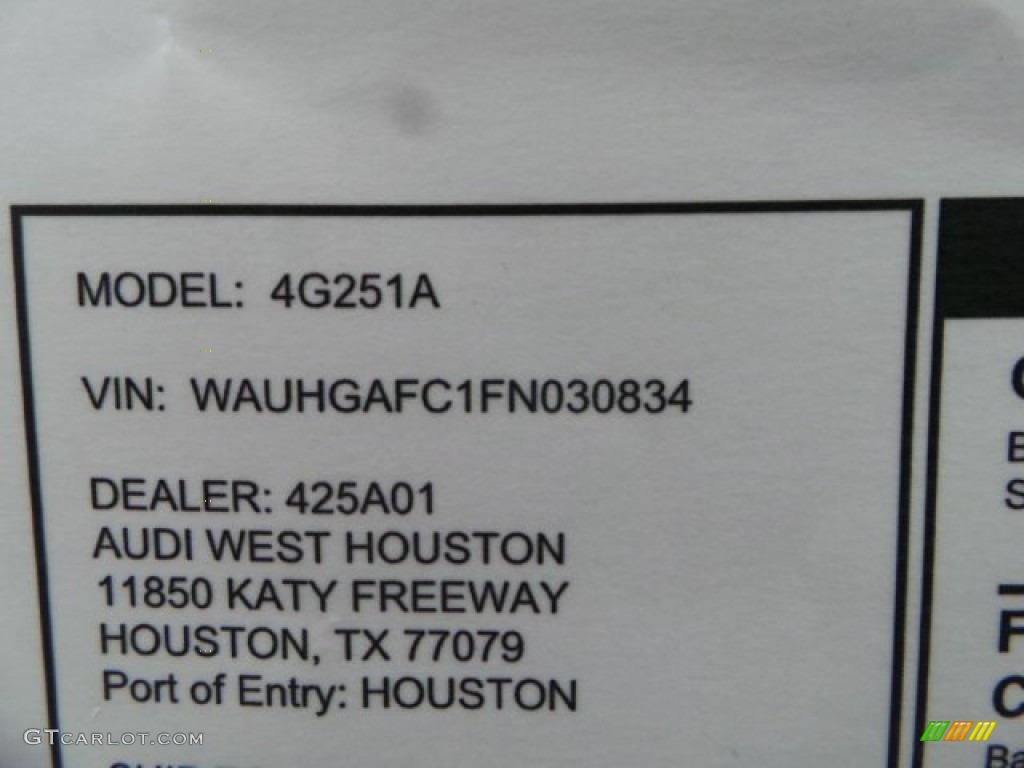 MODEL: 4G251A
VIN: WAUHGAFC1FN030834
DEALER: 425A01
AUDI WEST HOUSTON
11850 KATY FREEWAY
HOUSTON, TX 77079
Port of Entry: HOUSTON
GTCARLOT.COM